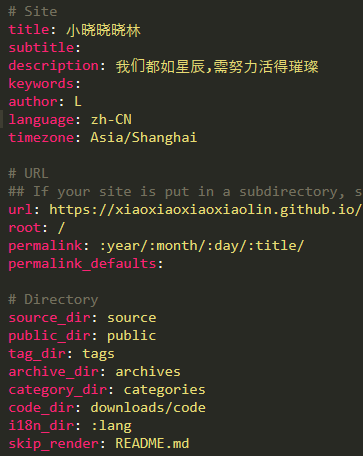 # Site
title: 小晓晓晓林
subtitle:
description: 我们都如星辰,需努力活得璀璨
keywords:
author: L
language: zh-CN
timezone: Asia/Shanghai
# URL
## If your site is put in a subdirectory, s
url: https://xiaoxiaoxiaoxiaolin.github.io/
root: /
permalink: :year/:month/:day/:title/
permalink_defaults:
# Directory
source_dir: source
public_dir: public
tag_dir: tags
archive_dir: archives
category_dir: categories
code_dir: downloads/code
i18n_dir: :lang
skip_render: README.md